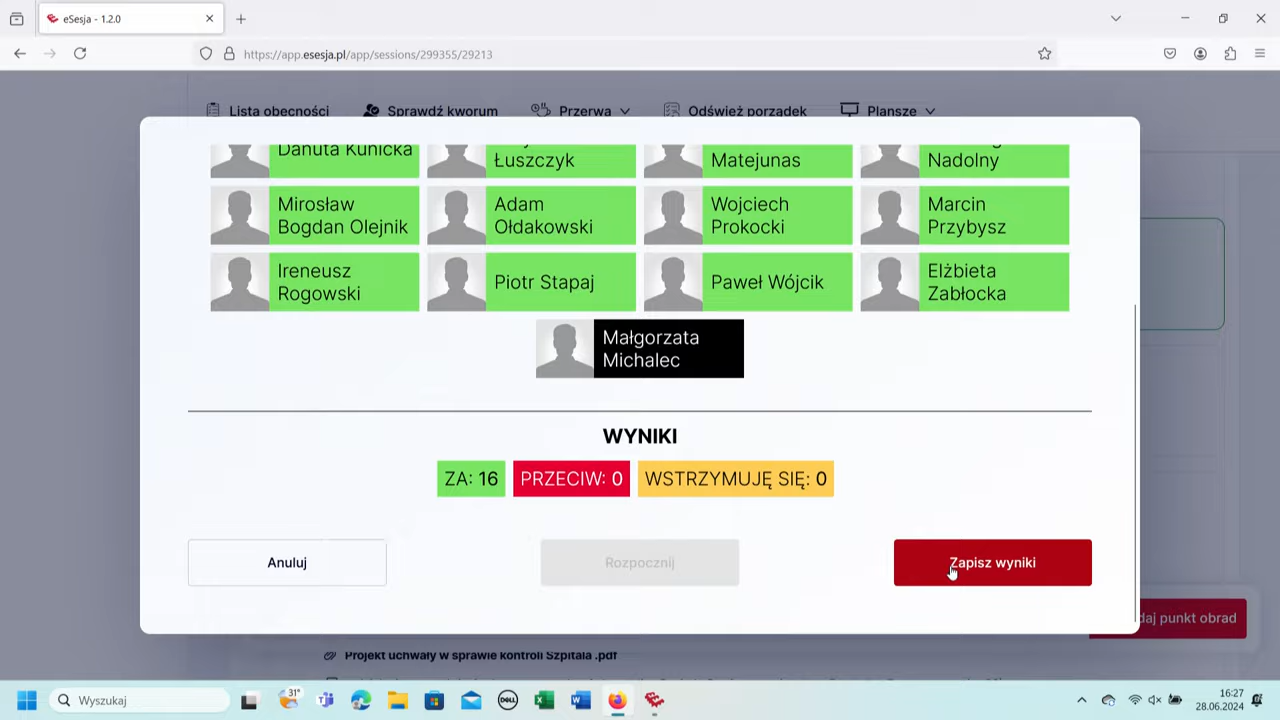 eSesja - 1.2.0
https://app.esesja.pl/app/sessions/299355/29213
Lista obecności
Sprawdź kworum
Przerwa
Odśwież porządek
Plansze
Danuta Kunicka
Łuszczyk
Matejunas
Nadolny
Mirosław
Bogdan Olejnik
Adam
Ołdakowski
Wojciech
Prokocki
Marcin
Przybysz
Ireneusz
Rogowski
Piotr Stapaj
Paweł Wójcik
Elżbieta
Zabłocka
Małgorzata
Michalec
WYNIKI
ZA: 16
PRZECIW: 0
WSTRZYMUJĘ SIĘ: 0
Anuluj
Rozpocznij
Zapisz wyniki
daj punkt obrad
Projekt uchwały w sprawie kontroli Szpitala .pdf
31°
Wyszukaj
DELL
16:27
28.06.2024